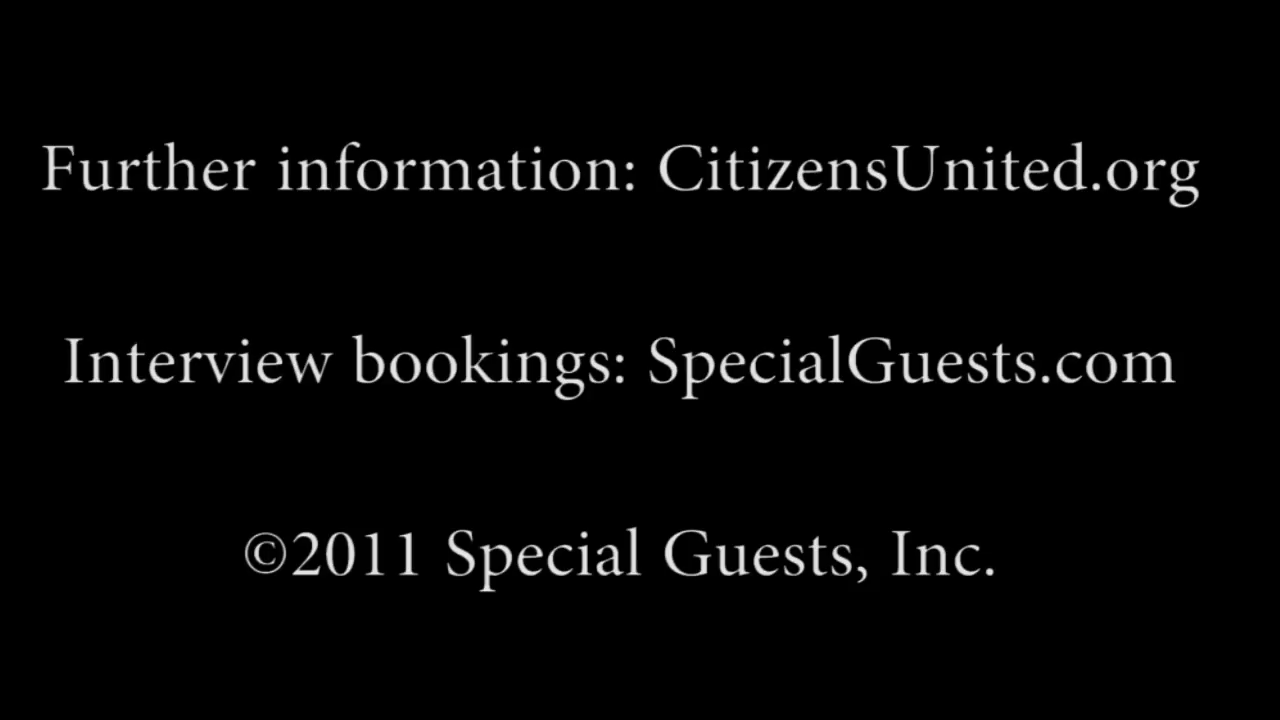 Further information: CitizensUnited.org
Interview bookings: SpecialGuests.com
©2011 Special Guests, Inc.